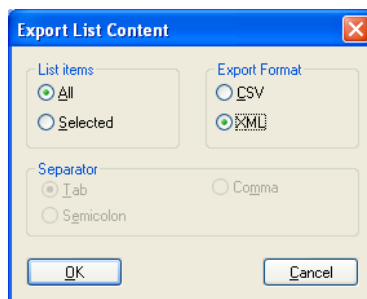 Export List Content
List items
All
Selected
Export Format
CSV
XML
Separator
Tab
Comma
Semicolon
OK
Cancel